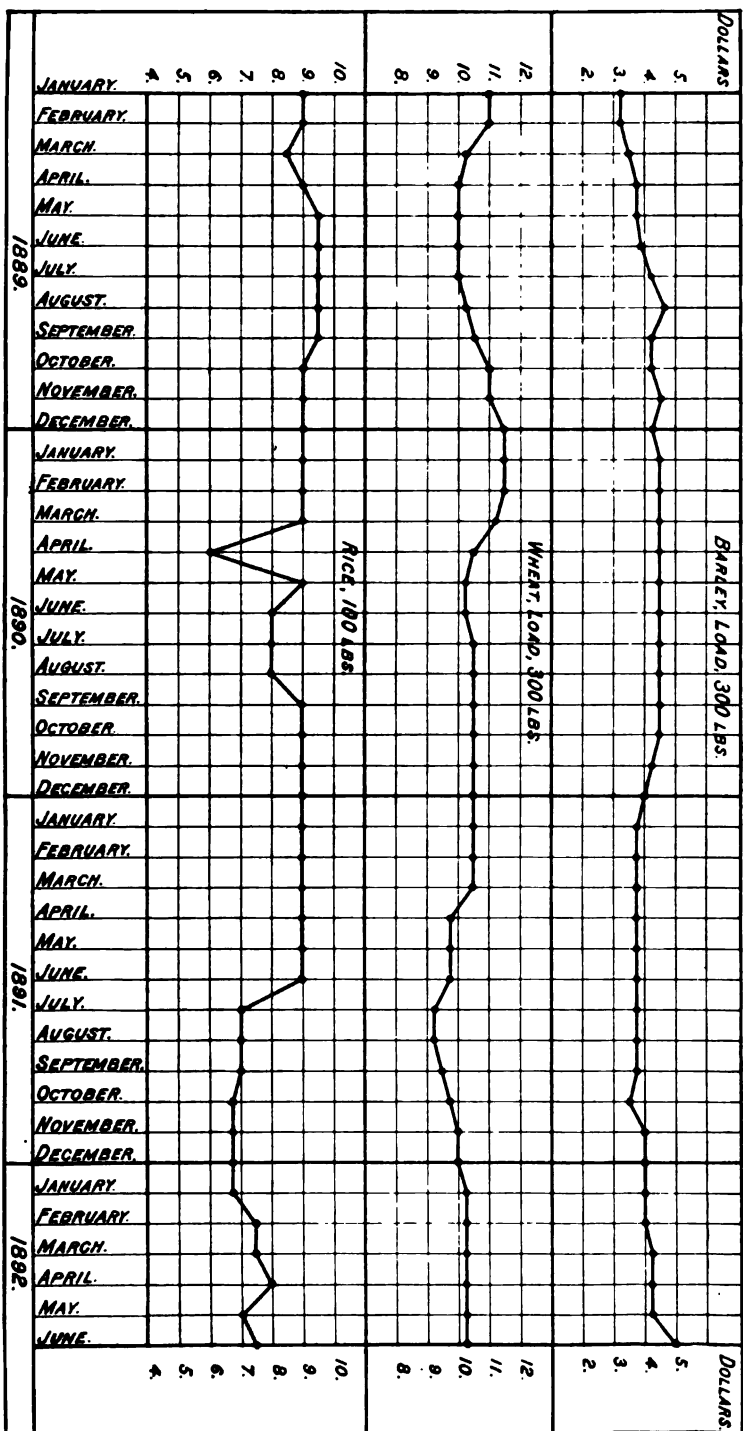 DOLLARS
5.
4.
3.
2.
12.
11.
10.
9.
8.
10.
9.
8.
7.
6.
5.
4.
BARLEY, LOAD, 300 LBS.
WHEAT, LOAD, 300 LBS.
RICE, 100 LBS.
DOLLARS.
5.
4.
3.
2.
12.
11.
10.
9.
8.
10.
9.
8.
7.
6.
5.
4.
JANUARY.
FEBRUARY.
MARCH.
APRIL.
MAY.
JUNE.
JULY.
AUGUST.
SEPTEMBER.
OCTOBER.
NOVEMBER.
DECEMBER.
JANUARY.
FEBRUARY.
MARCH.
APRIL.
MAY.
JUNE.
JULY.
AUGUST.
SEPTEMBER.
OCTOBER.
NOVEMBER.
DECEMBER.
JANUARY.
FEBRUARY.
MARCH.
APRIL.
MAY.
JUNE.
JULY.
AUGUST.
SEPTEMBER.
OCTOBER.
NOVEMBER.
DECEMBER.
JANUARY.
FEBRUARY.
MARCH.
APRIL.
MAY.
JUNE.
1889.
1890.
1891.
1892.